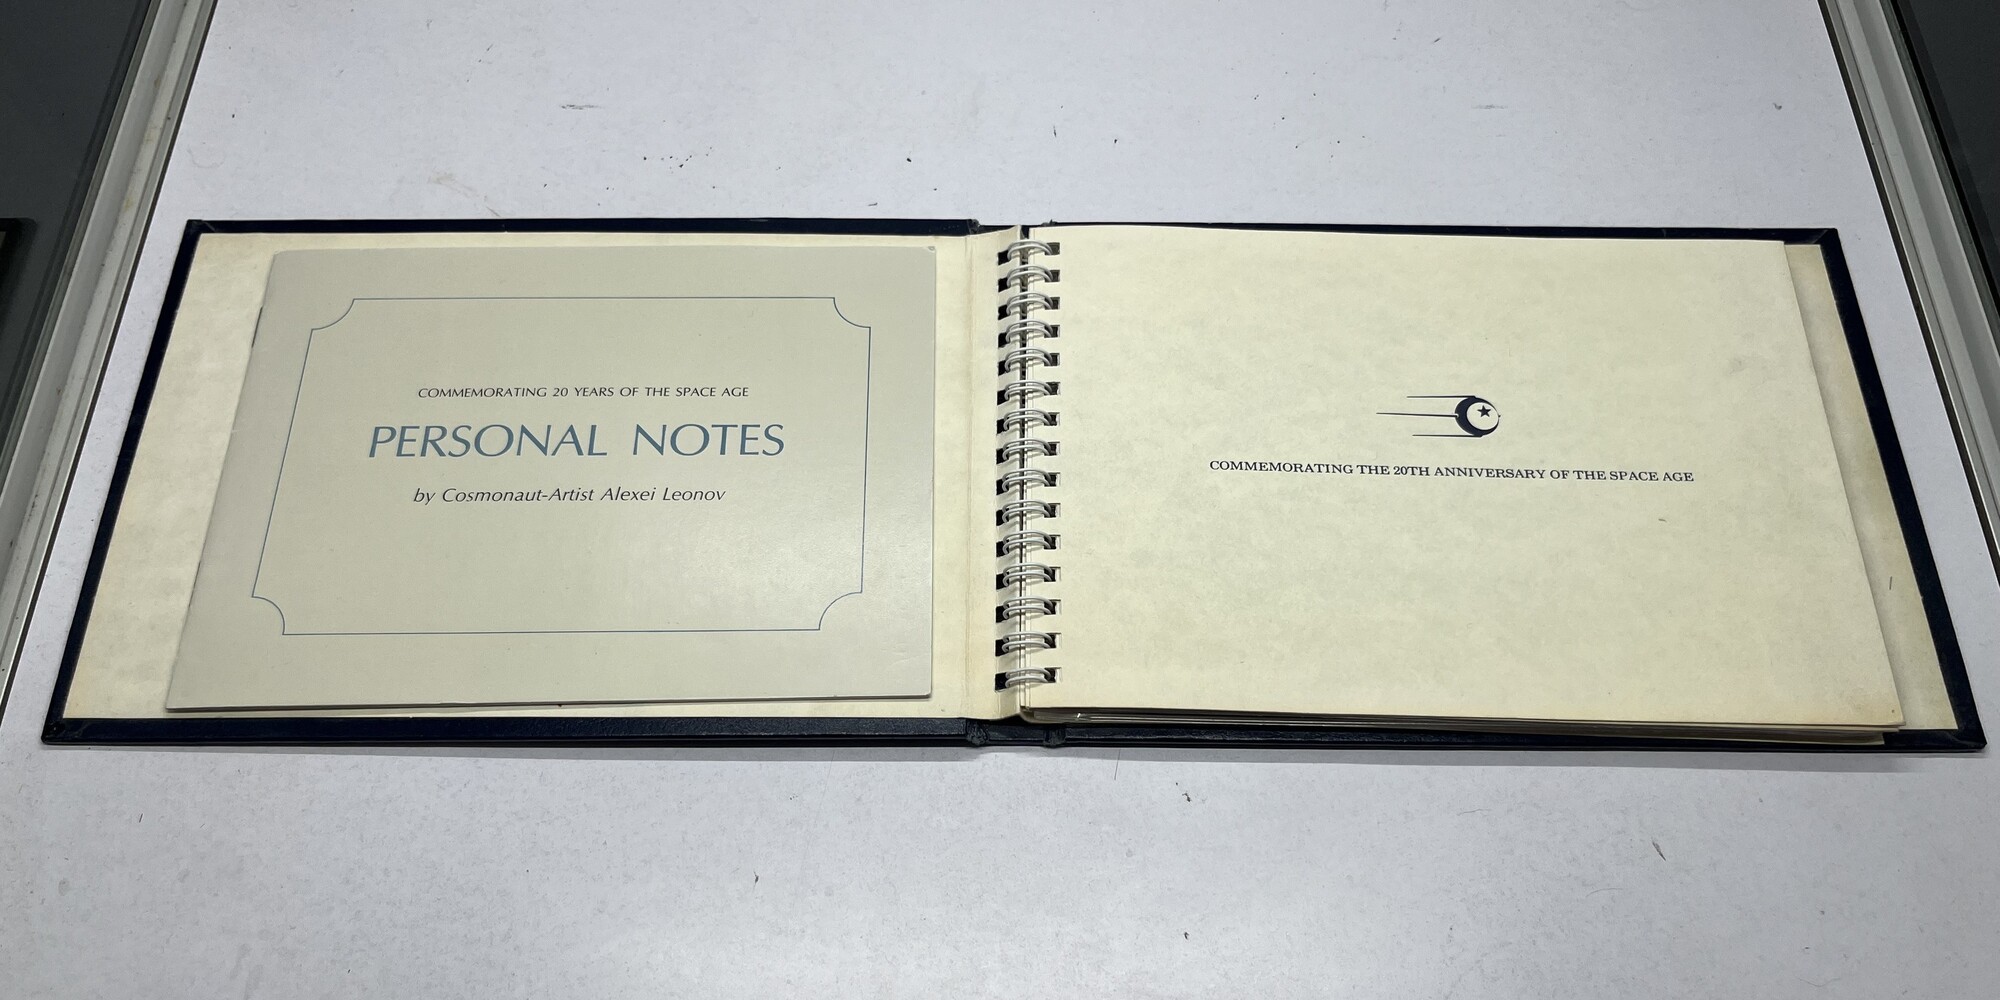 COMMEMORATING 20 YEARS OF THE SPACE AGE
PERSONAL NOTES
by Cosmonaut-Artist Alexei Leonov
COMMEMORATING THE 20TH ANNIVERSARY OF THE SPACE AGE